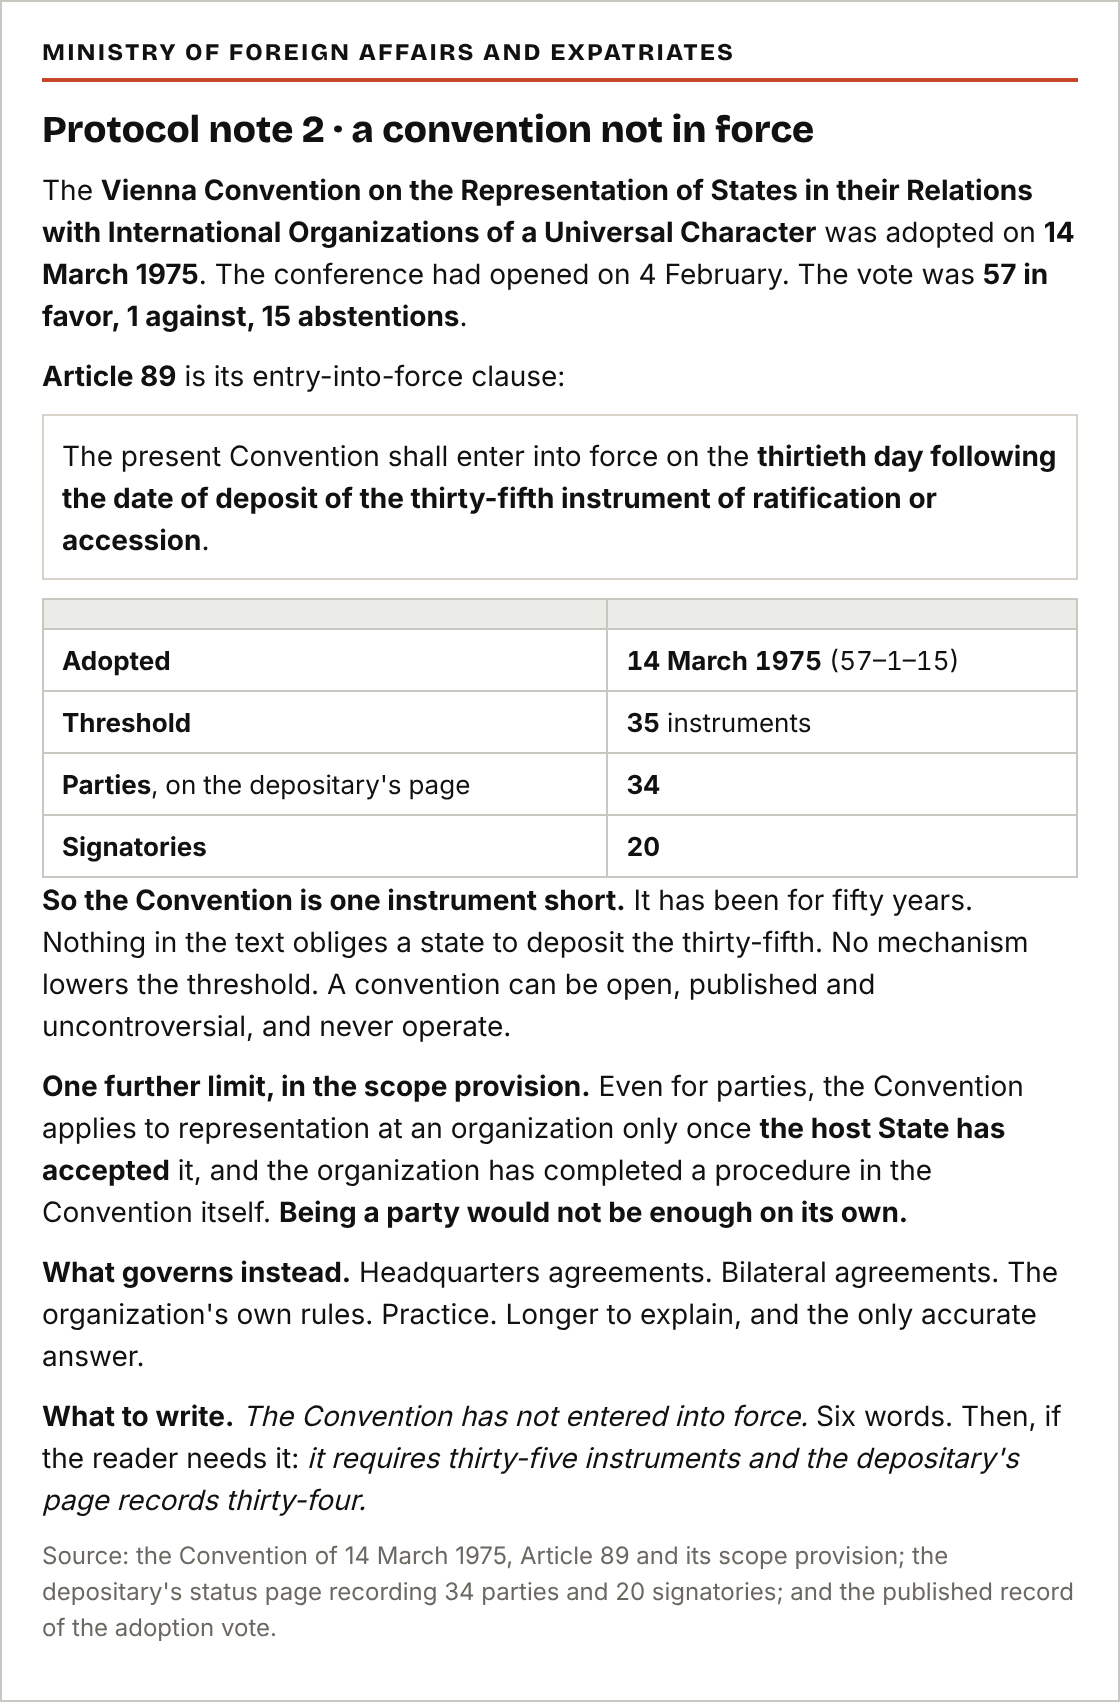 MINISTRY OF FOREIGN AFFAIRS AND EXPATRIATES
Protocol note 2 · a convention not in force
The Vienna Convention on the Representation of States in their Relations
with International Organizations of a Universal Character was adopted on 14
March 1975. The conference had opened on 4 February. The vote was 57 in
favor, 1 against, 15 abstentions.
Article 89 is its entry-into-force clause:
The present Convention shall enter into force on the thirtieth day following
the date of deposit of the thirty-fifth instrument of ratification or
accession.
Adopted 14 March 1975 (57–1–15)
Threshold 35 instruments
Parties, on the depositary's page 34
Signatories 20
So the Convention is one instrument short. It has been for fifty years.
Nothing in the text obliges a state to deposit the thirty-fifth. No mechanism
lowers the threshold. A convention can be open, published and
uncontroversial, and never operate.
One further limit, in the scope provision. Even for parties, the Convention
applies to representation at an organization only once the host State has
accepted it, and the organization has completed a procedure in the
Convention itself. Being a party would not be enough on its own.
What governs instead. Headquarters agreements. Bilateral agreements. The
organization's own rules. Practice. Longer to explain, and the only accurate
answer.
What to write. The Convention has not entered into force. Six words. Then, if
the reader needs it: it requires thirty-five instruments and the depositary's
page records thirty-four.
Source: the Convention of 14 March 1975, Article 89 and its scope provision; the
depositary's status page recording 34 parties and 20 signatories; and the published record
of the adoption vote.